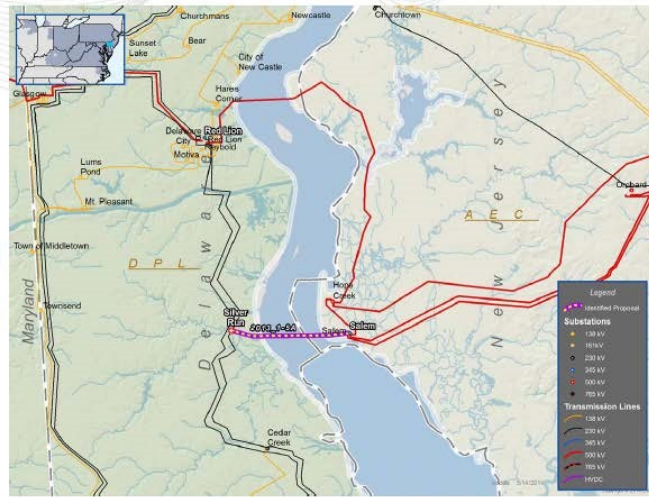 Churchmans
Newcastle
Churchtown
Sunset
Lake
Bear
City of
New Castle
Glasgow
Hares
Corner
Delaware
City
Red Lion
Red Lion
Reybold
Motiva
Lums
Pond
Mt. Pleasant
Orchard
AEC
New Jersey
Town of Middletown
DPL
Delaware
Maryland
Townsend
Hope
Creek
Silver
Run
2013_1-5A
Salem
Salem
Cedar
Creek
Legend
Identified Proposal
Substations
138 kV
161kV
230 kV
345 kV
500 kV
765 kV
Transmission Lines
138 kV
230 kV
345 kV
500 kV
765 kV
HVDC